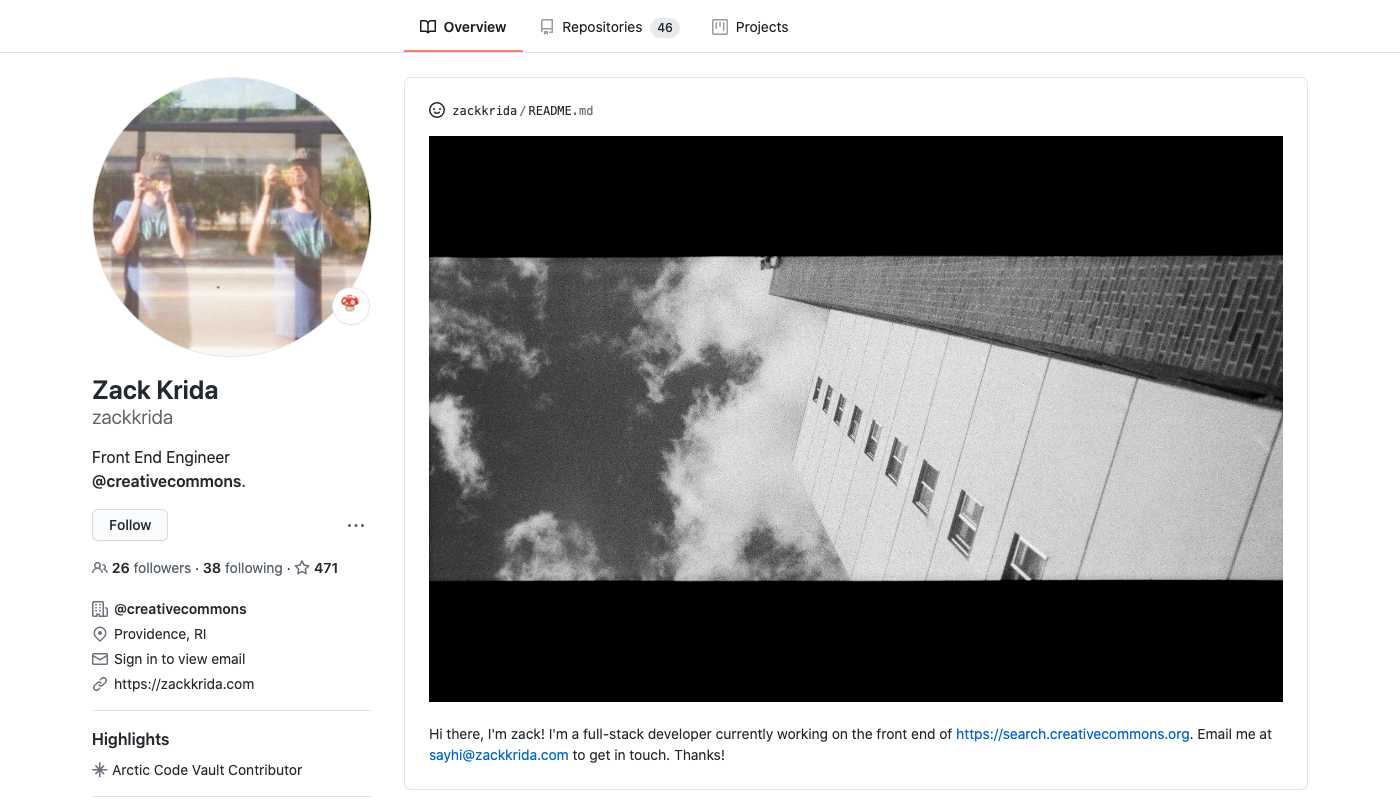 Overview
Repositories 46
Projects
Zack Krida
zackkrida
Front End Engineer
@creativecommons.
Follow
26 followers · 38 following · 471
@creativecommons
Providence, RI
Sign in to view email
https://zackkrida.com
Highlights
Arctic Code Vault Contributor
zackkrida/README.md
Hi there, I'm zack! I'm a full-stack developer currently working on the front end of https://search.creativecommons.org. Email me at
sayhi@zackkrida.com to get in touch. Thanks!